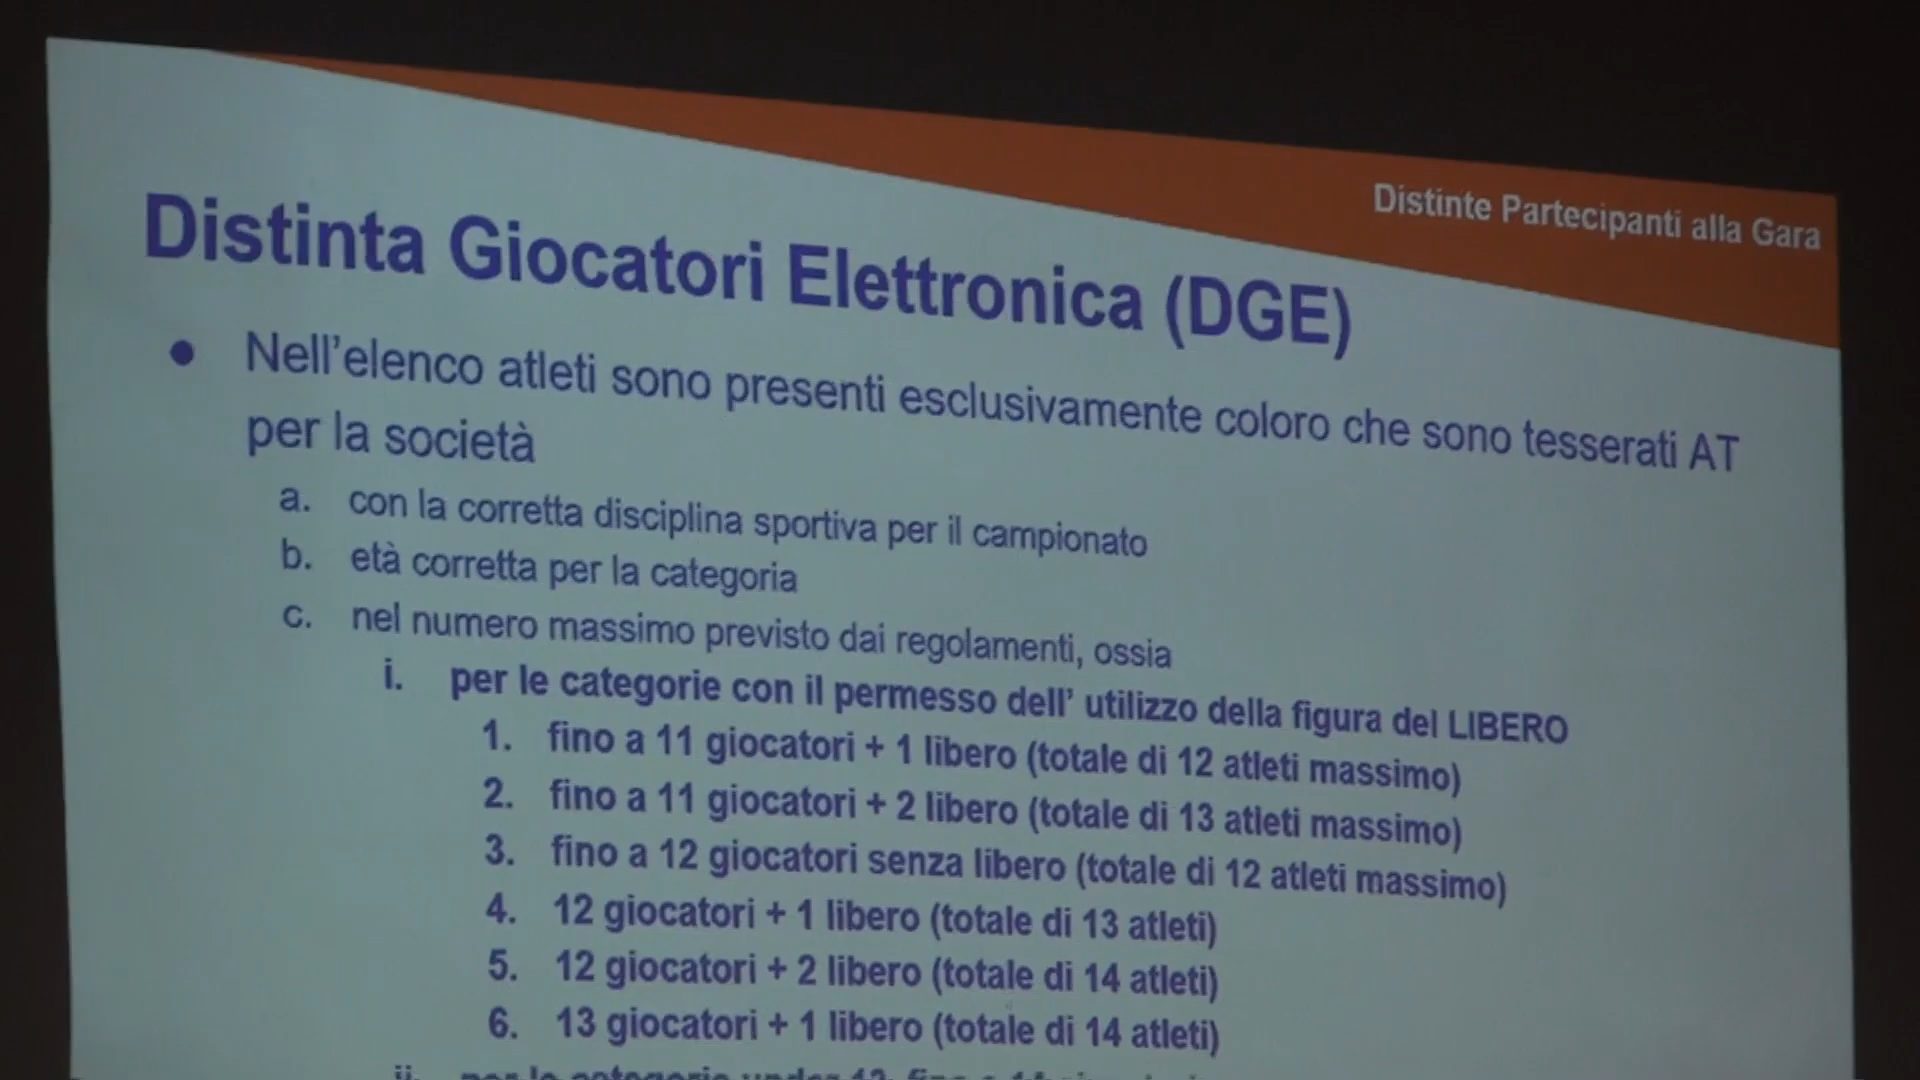 Distinte Partecipanti alla Gara
Distinta Giocatori Elettronica (DGE)
● Nell'elenco atleti sono presenti esclusivamente coloro che sono tesserati AT
per la società
a. con la corretta disciplina sportiva per il campionato
b. età corretta per la categoria
c. nel numero massimo previsto dai regolamenti, ossia
i. per le categorie con il permesso dell' utilizzo della figura del LIBERO
1. fino a 11 giocatori + 1 libero (totale di 12 atleti massimo)
2. fino a 11 giocatori + 2 libero (totale di 13 atleti massimo)
3. fino a 12 giocatori senza libero (totale di 12 atleti massimo)
4. 12 giocatori + 1 libero (totale di 13 atleti)
5. 12 giocatori + 2 libero (totale di 14 atleti)
6. 13 giocatori + 1 libero (totale di 14 atleti)
ii. per le categorie under